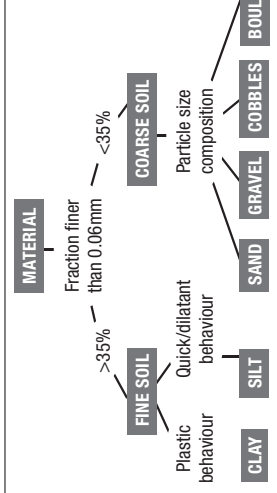 MATERIAL
Fraction finer
than 0.06mm
>35%
<35%
FINE SOIL
COARSE SOIL
Plastic
behaviour
Quick/dilatant
behaviour
Particle size
composition
CLAY
SILT
SAND
GRAVEL
COBBLES
BOUL